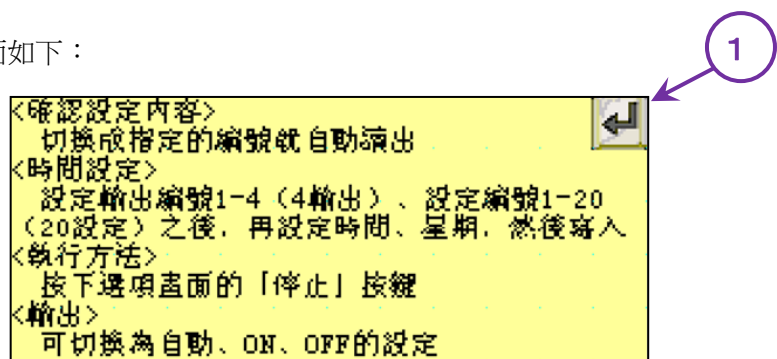 面如下：
1
<確認設定內容>
切換成指定的編號就自動讀出
<時間設定>
設定輸出編號1-4（4輸出）、設定編號1-20
（20設定）之後，再設定時間、星期，然後寫入
<執行方法>
按下選項畫面的「停止」按鍵
<輸出>
可切換為自動、ON、OFF的設定